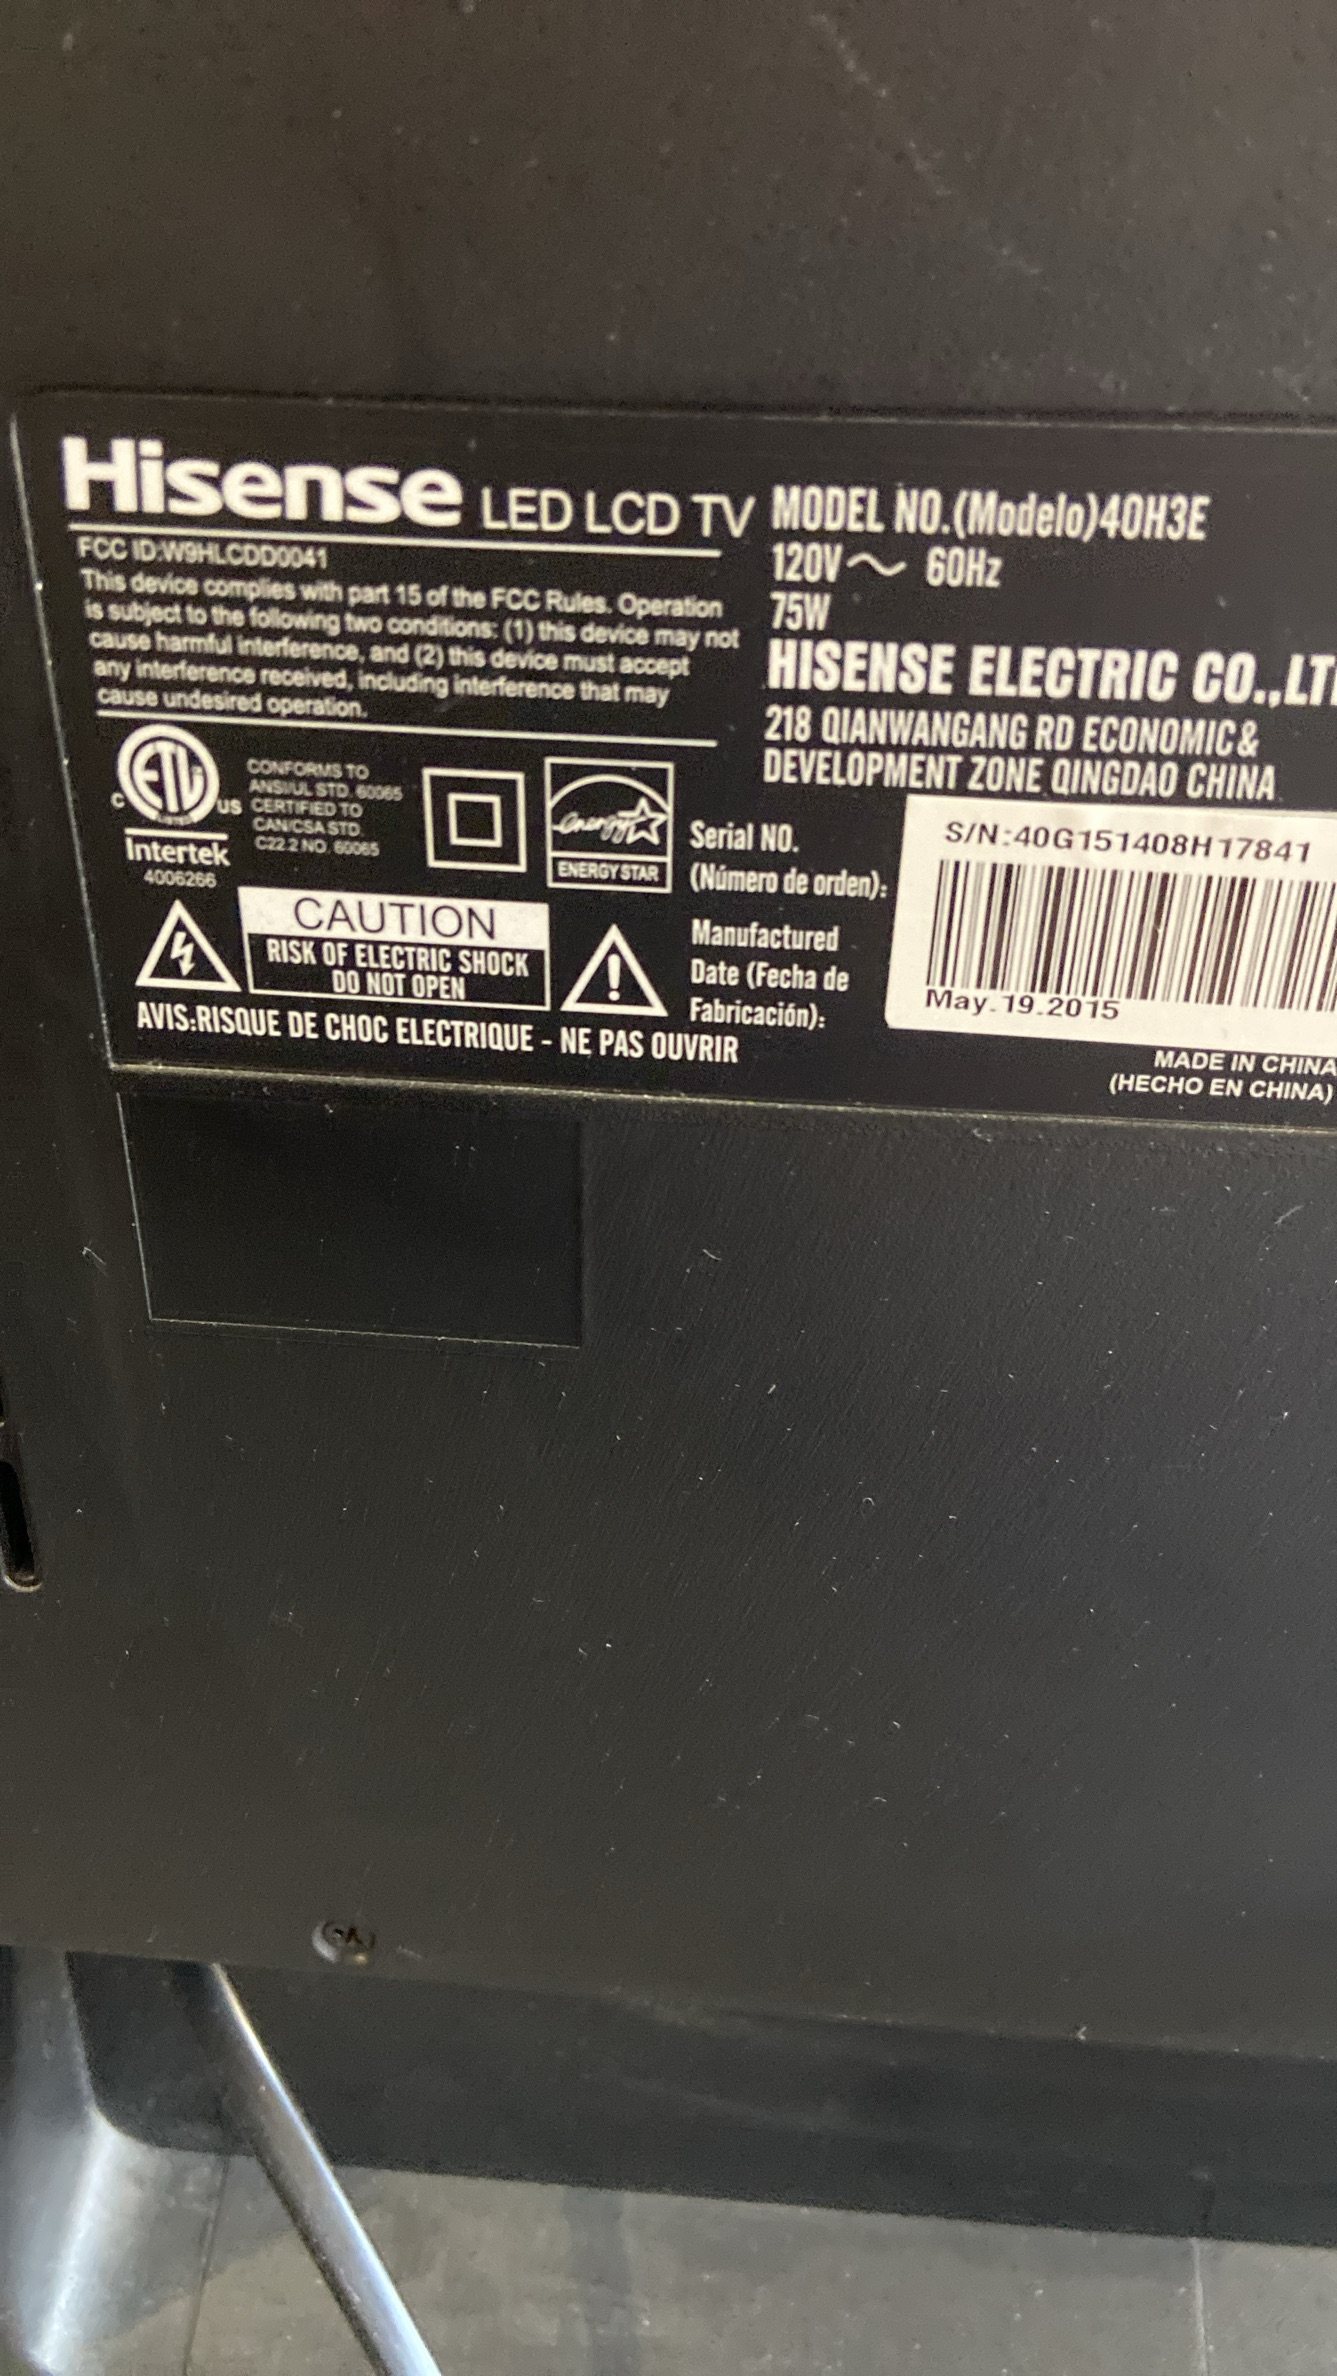 Hisense LED LCD TV
FCC ID:W9HLCDD0041
This device complies with part 15 of the FCC Rules. Operation
is subject to the following two conditions: (1) this device may not
cause harmful interference, and (2) this device must accept
any interference received, including interference that may
cause undesired operation.
MODEL NO.(Modelo)40H3E
120V～ 60Hz
75W
HISENSE ELECTRIC CO.,LT
218 QIANWANGANG RD ECONOMIC&
DEVELOPMENT ZONE QINGDAO CHINA
C ETL US
LISTED
Intertek
4006266
CONFORMS TO
ANSI/UL STD. 60065
CERTIFIED TO
CAN/CSA STD.
C22.2 NO. 60065
energy
ENERGY STAR
Serial NO.
(Número de orden):
S/N:40G151408H17841
Manufactured
Date (Fecha de
Fabricación):
May.19.2015
CAUTION
RISK OF ELECTRIC SHOCK
DO NOT OPEN
AVIS:RISQUE DE CHOC ELECTRIQUE - NE PAS OUVRIR
MADE IN CHINA
(HECHO EN CHINA)